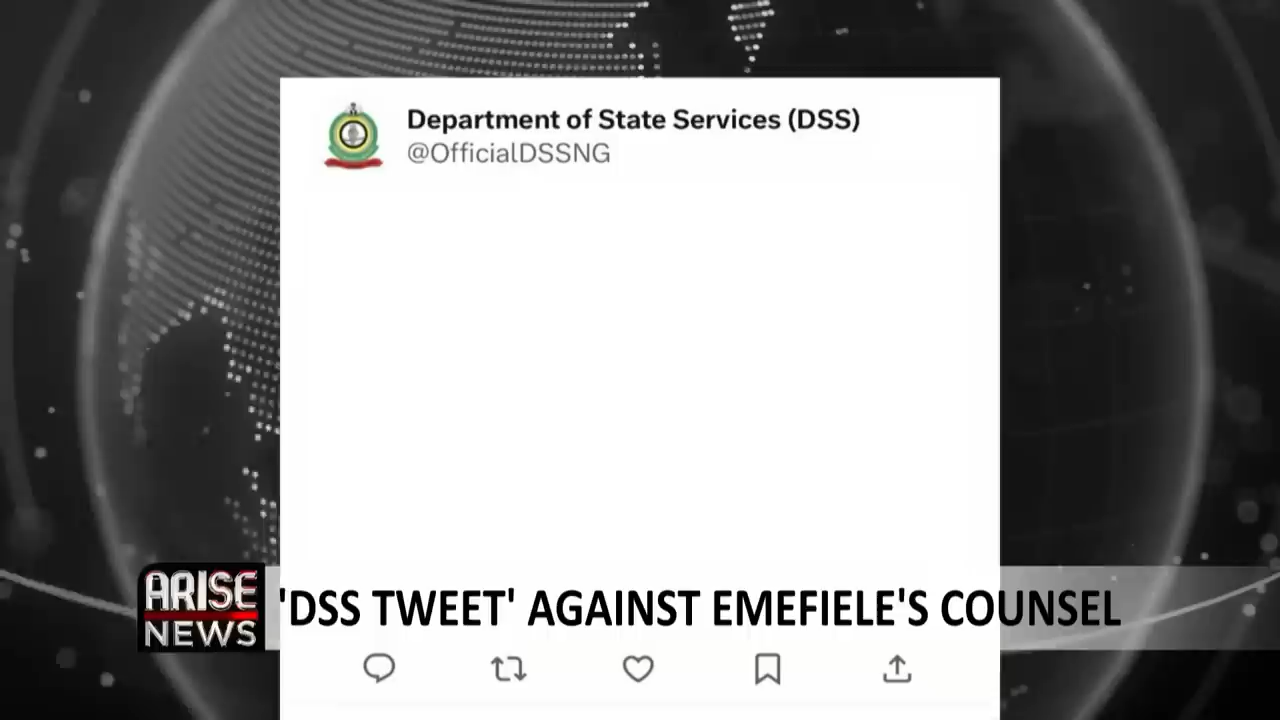 Department of State Services (DSS)
@OfficialDSSNG
ARISE
NEWS
'DSS TWEET' AGAINST EMEFIELE'S COUNSEL